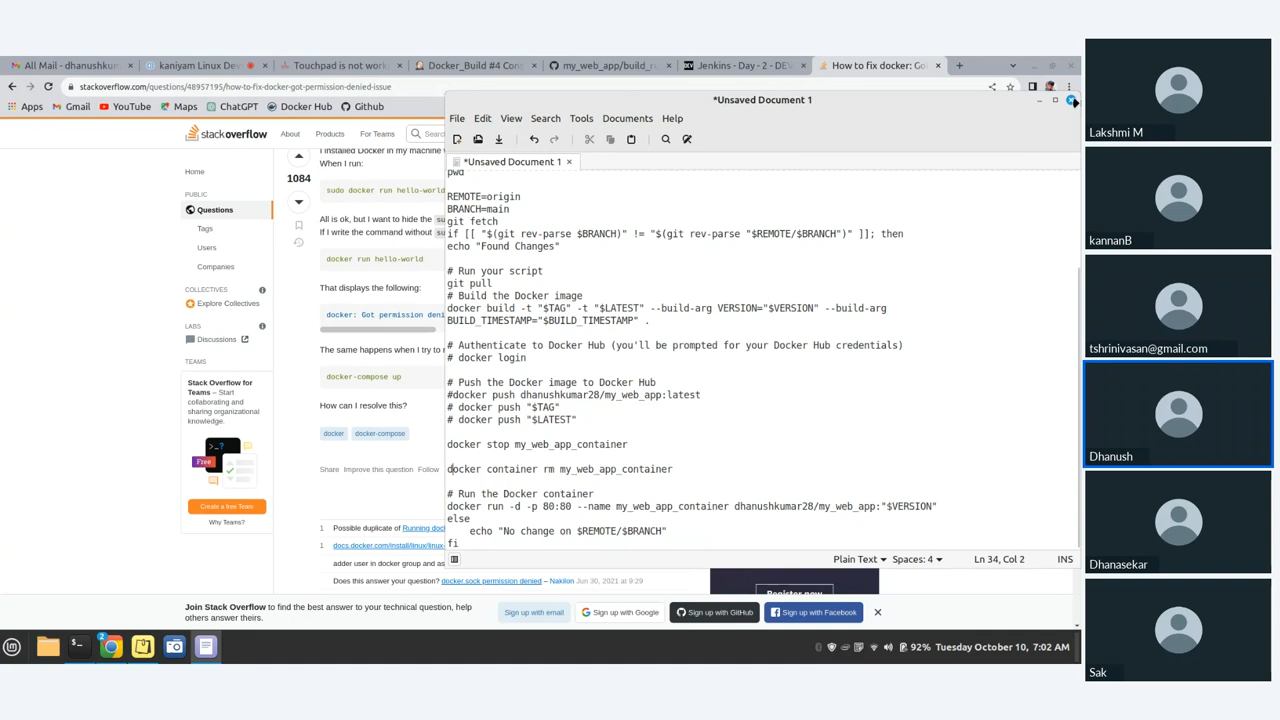 All Mail - dhanushkum
kaniyam Linux Dev
Touchpad is not work
Docker_Build #4 Cons
my_web_app/build_r
Jenkins - Day - 2 - DEV
How to fix docker: Go
stackoverflow.com/questions/48957195/how-to-fix-docker-got-permission-denied-issue
Apps
Gmail
YouTube
Maps
ChatGPT
Docker Hub
Github
stackoverflow
About
Products
For Teams
Search
Home
PUBLIC
Questions
Tags
Users
Companies
COLLECTIVES
Explore Collectives
LABS
Discussions
TEAMS
Stack Overflow for
Teams – Start
collaborating and
sharing organizational
knowledge.
Free
Create a free Team
Why Teams?
1084
I installed Docker in my machine
When I run:
sudo docker run hello-world
All is ok, but I want to hide the su
If I write the command without su
docker run hello-world
That displays the following:
docker: Got permission deni
The same happens when I try to r
docker-compose up
How can I resolve this?
docker
docker-compose
Share
Improve this question
Follow
1 Possible duplicate of Running doc
1 docs.docker.com/install/linux/linux-
adder user in docker group and as
Does this answer your question? docker.sock permission denied – Nakilon Jun 30, 2021 at 9:29
Register now
*Unsaved Document 1
File Edit View Search Tools Documents Help
*Unsaved Document 1
pwd
REMOTE=origin
BRANCH=main
git fetch
if [[ "$(git rev-parse $BRANCH)" != "$(git rev-parse "$REMOTE/$BRANCH")" ]]; then
echo "Found Changes"
# Run your script
git pull
# Build the Docker image
docker build -t "$TAG" -t "$LATEST" --build-arg VERSION="$VERSION" --build-arg
BUILD_TIMESTAMP="$BUILD_TIMESTAMP" .
# Authenticate to Docker Hub (you'll be prompted for your Docker Hub credentials)
# docker login
# Push the Docker image to Docker Hub
#docker push dhanushkumar28/my_web_app:latest
# docker push "$TAG"
# docker push "$LATEST"
docker stop my_web_app_container
docker container rm my_web_app_container
# Run the Docker container
docker run -d -p 80:80 --name my_web_app_container dhanushkumar28/my_web_app:"$VERSION"
else
echo "No change on $REMOTE/$BRANCH"
fi
Plain Text
Spaces: 4
Ln 34, Col 2
INS
Join Stack Overflow to find the best answer to your technical question, help
others answer theirs.
Sign up with email
Sign up with Google
Sign up with GitHub
Sign up with Facebook
2
92%
Tuesday October 10, 7:02 AM
Lakshmi M
kannanB
tshrinivasan@gmail.com
Dhanush
Dhanasekar
Sak